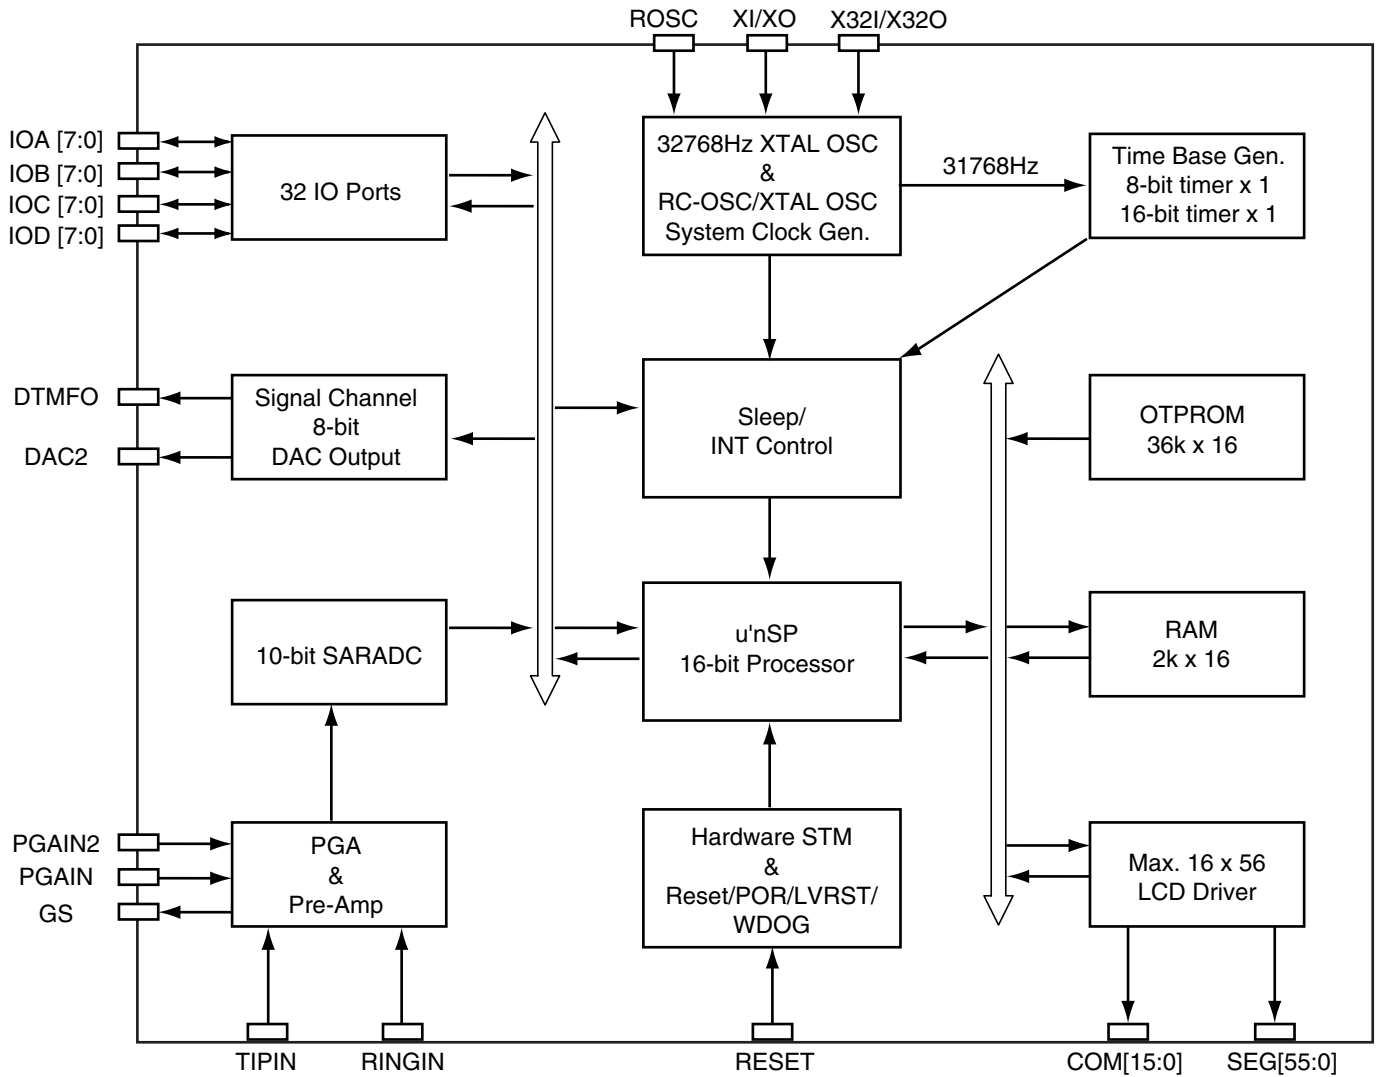 ROSC
XI/XO
X32I/X32O
IOA [7:0]
IOB [7:0]
IOC [7:0]
IOD [7:0]
32 IO Ports
32768Hz XTAL OSC
&
RC-OSC/XTAL OSC
System Clock Gen.
31768Hz
Time Base Gen.
8-bit timer x 1
16-bit timer x 1
DTMFO
DAC2
Signal Channel
8-bit
DAC Output
Sleep/
INT Control
OTPROM
36k x 16
10-bit SARADC
u'nSP
16-bit Processor
RAM
2k x 16
PGAIN2
PGAIN
GS
PGA
&
Pre-Amp
Hardware STM
&
Reset/POR/LVRST/
WDOG
Max. 16 x 56
LCD Driver
TIPIN
RINGIN
RESET
COM[15:0]
SEG[55:0]